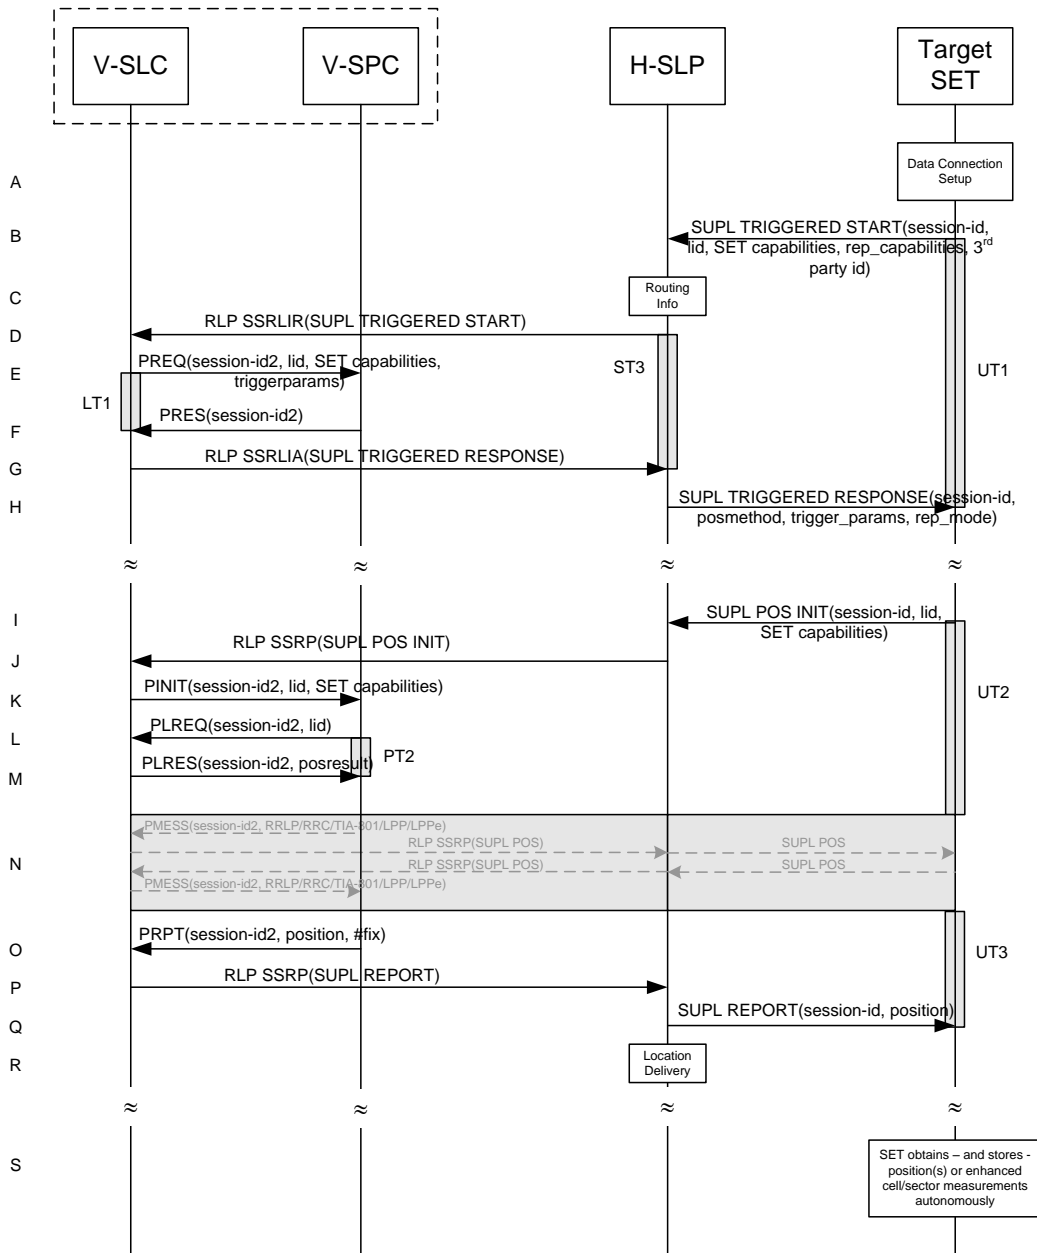 V-SLC
V-SPC
H-SLP
Target
SET
A
Data Connection
Setup
B
SUPL TRIGGERED START(session-id,
lid, SET capabilities, rep_capabilities, 3rd
party id)
C
Routing
Info
D
RLP SSRLIR(SUPL TRIGGERED START)
E
PREQ(session-id2, lid, SET capabilities,
triggerparams)
ST3
UT1
LT1
PRES(session-id2)
F
RLP SSRLIA(SUPL TRIGGERED RESPONSE)
G
H
SUPL TRIGGERED RESPONSE(session-id,
posmethod, trigger_params, rep_mode)
≈ ≈ ≈ ≈
I
SUPL POS INIT(session-id, lid,
SET capabilities)
RLP SSRP(SUPL POS INIT)
J
K
PINIT(session-id2, lid, SET capabilities)
UT2
L
PLREQ(session-id2, lid)
PT2
M
PLRES(session-id2, posresult)
PMESS(session-id2, RRLP/RRC/TIA-801/LPP/LPPe)
RLP SSRP(SUPL POS)
SUPL POS
N
RLP SSRP(SUPL POS)
SUPL POS
PMESS(session-id2, RRLP/RRC/TIA-801/LPP/LPPe)
O
PRPT(session-id2, position, #fix)
UT3
P
RLP SSRP(SUPL REPORT)
Q
SUPL REPORT(session-id, position)
R
Location
Delivery
≈ ≈ ≈ ≈
S
SET obtains – and stores -
position(s) or enhanced
cell/sector measurements
autonomously